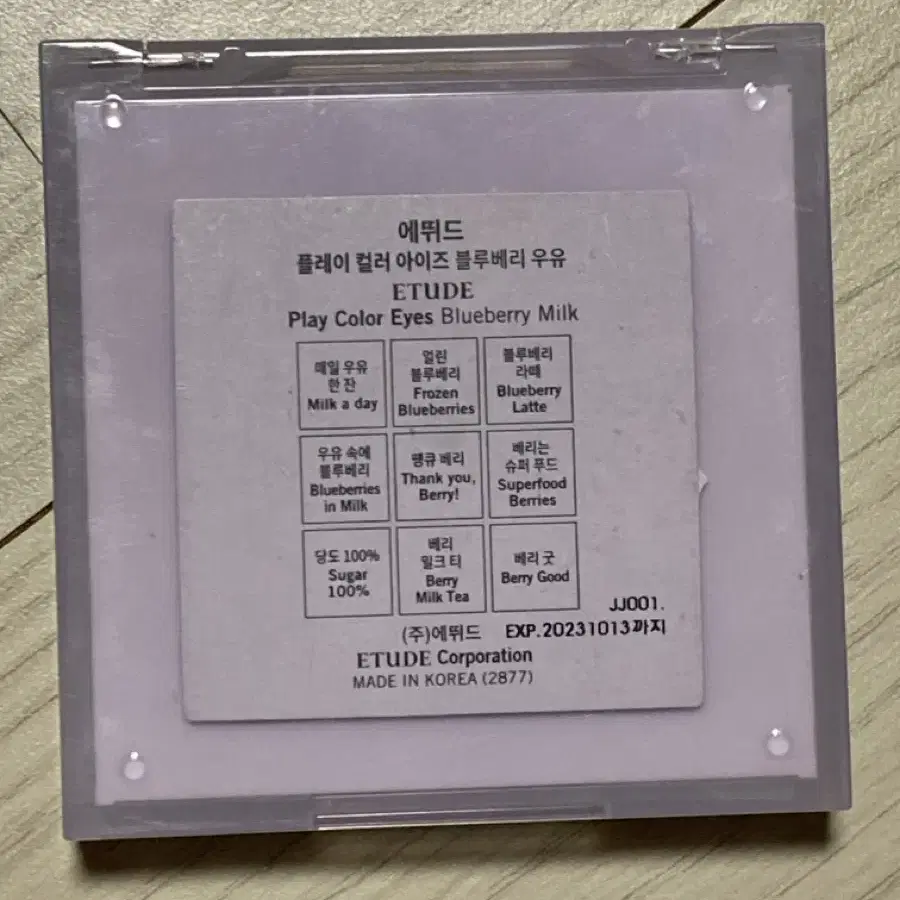 에뛰드
플레이 컬러 아이즈 블루베리 우유
ETUDE
Play Color Eyes Blueberry Milk
매일 우유
한 잔
Milk a day
얼린
블루베리
Frozen
Blueberries
블루베리
라떼
Blueberry
Latte
우유 속에
블루베리
Blueberries
in Milk
땡큐 베리
Thank you,
Berry!
베리는
슈퍼 푸드
Superfood
Berries
당도 100%
Sugar
100%
베리
밀크 티
Berry
Milk Tea
베리 굿
Berry Good
JJ001.
(주)에뛰드 EXP.20231013까지
ETUDE Corporation
MADE IN KOREA (2877)